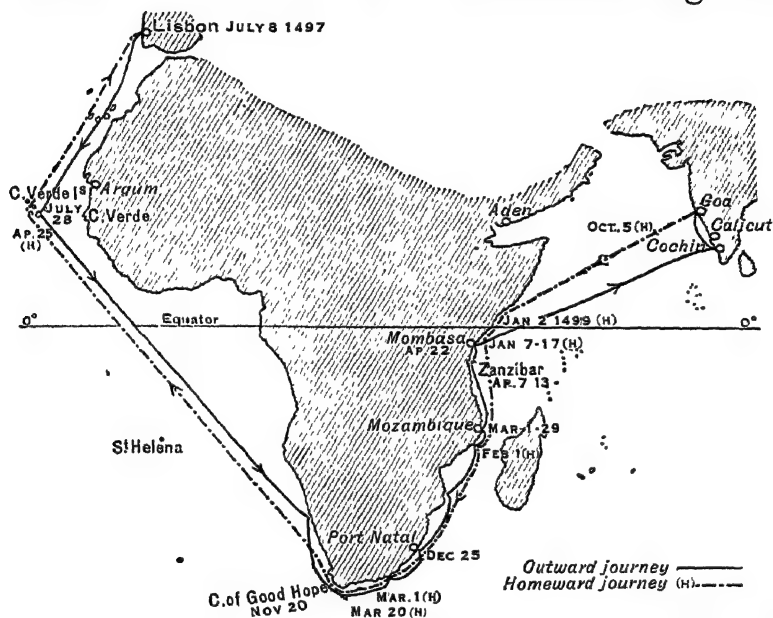 Lisbon JULY 8 1497
C.Verde Is
JULY
28
Argum
C.Verde
AP. 25
(H)
Aden
OCT. 5 (H)
Goa
Calicut
Cochin
0°
Equator
JAN 2 1499 (H)
0°
Mombasa
AP. 22
JAN 7-17 (H)
Zanzibar
AP. 7 13
Mozambique
MAR-1-29
FEB 1 (H)
St Helena
Port Natal
DEC 25
C. of Good Hope
NOV 20
MAR. 1 (H)
MAR 20 (H)
Outward journey
Homeward journey (H)